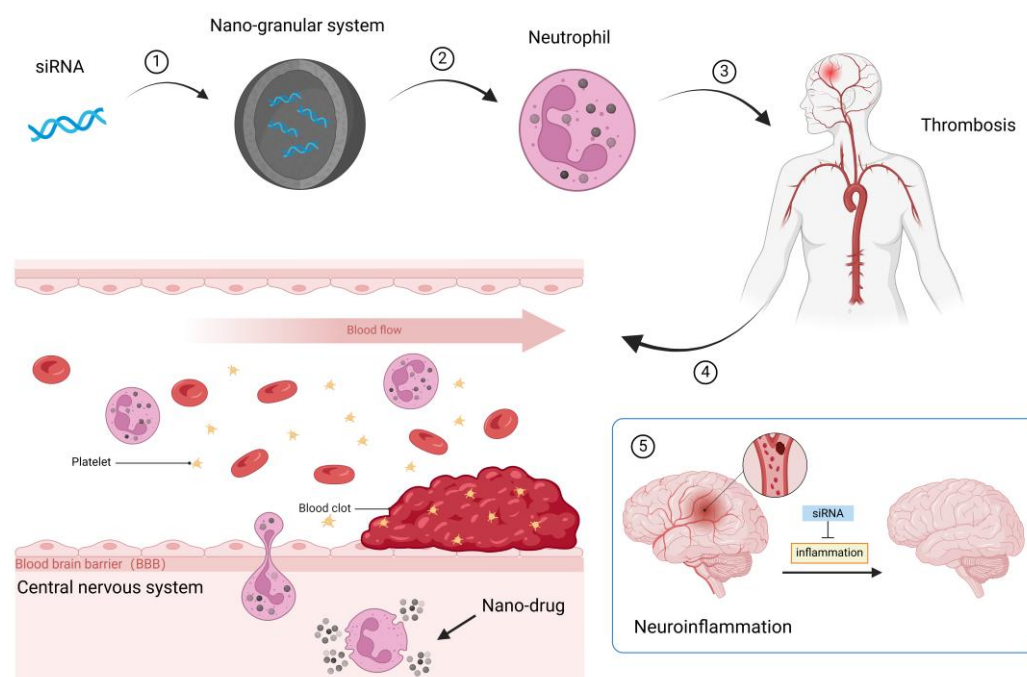 Nano-granular system
siRNA
①
②
Neutrophil
③
Thrombosis
Blood flow
④
Platelet
Blood clot
Blood brain barrier（BBB）
Central nervous system
Nano-drug
⑤
siRNA
inflammation
Neuroinflammation